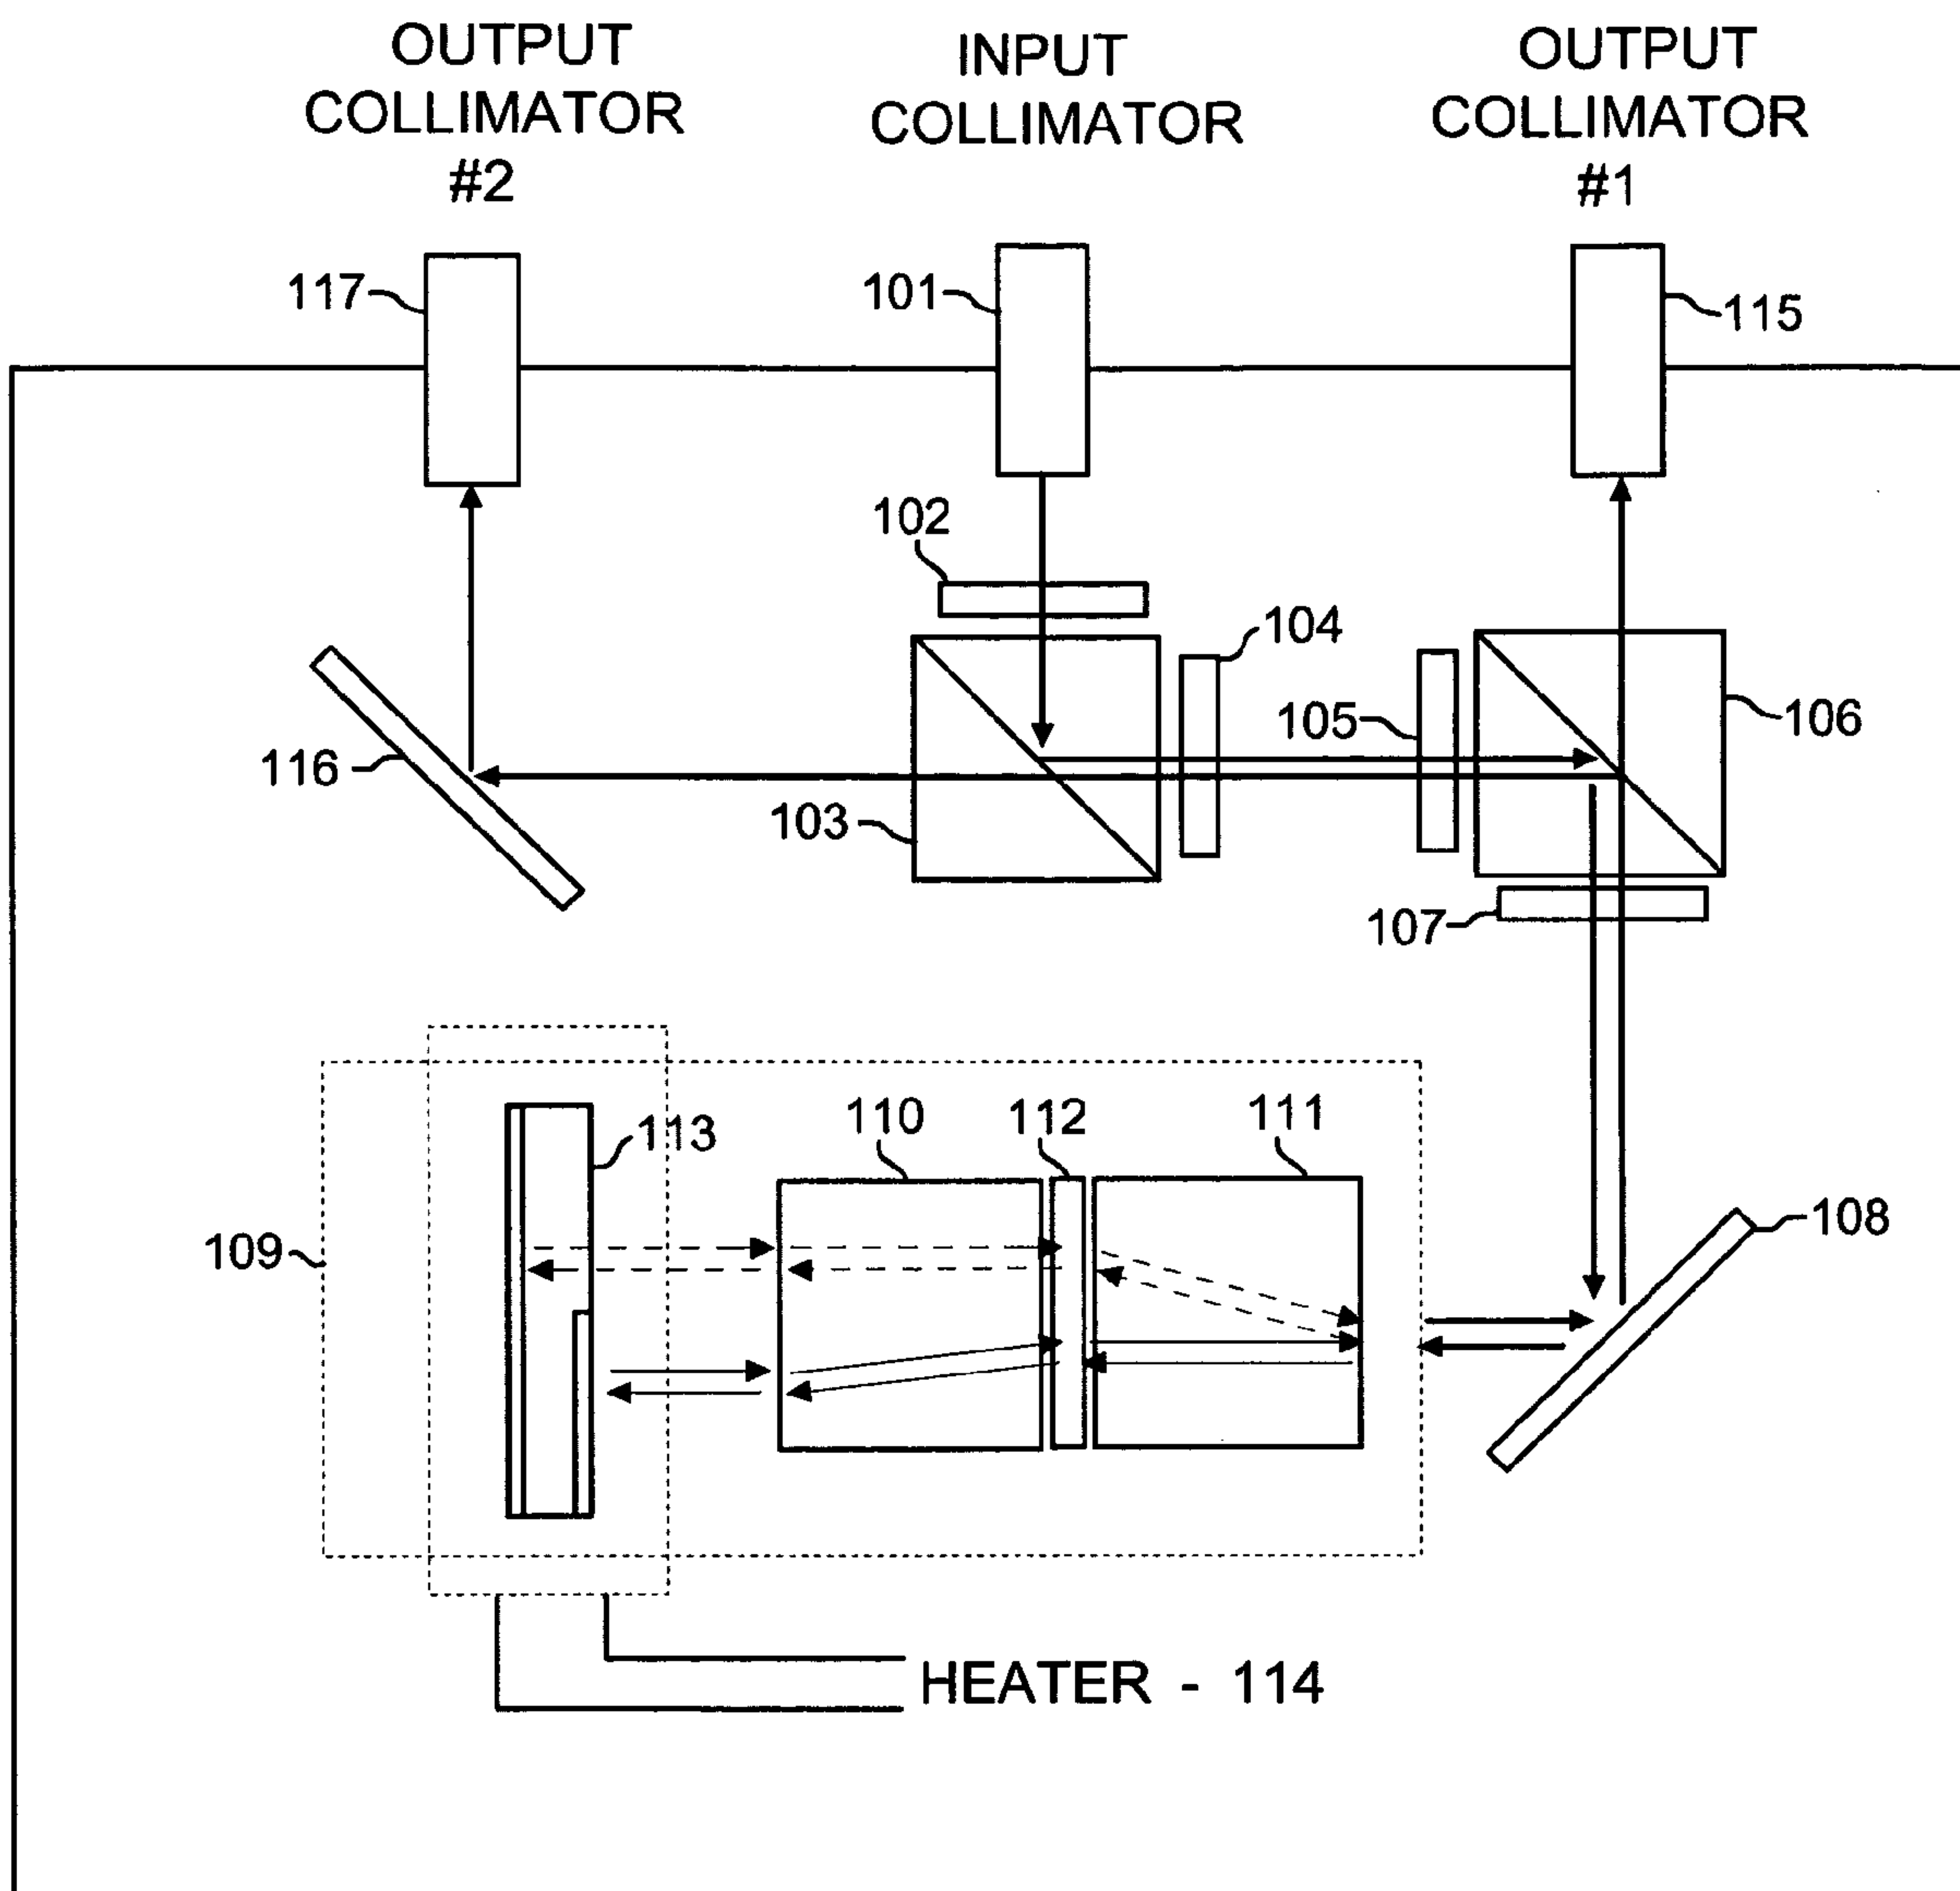 OUTPUT
COLLIMATOR
#2
INPUT
COLLIMATOR
OUTPUT
COLLIMATOR
#1
117
101
115
102
104
105
106
116
103
107
110
112
111
113
108
109
HEATER - 114